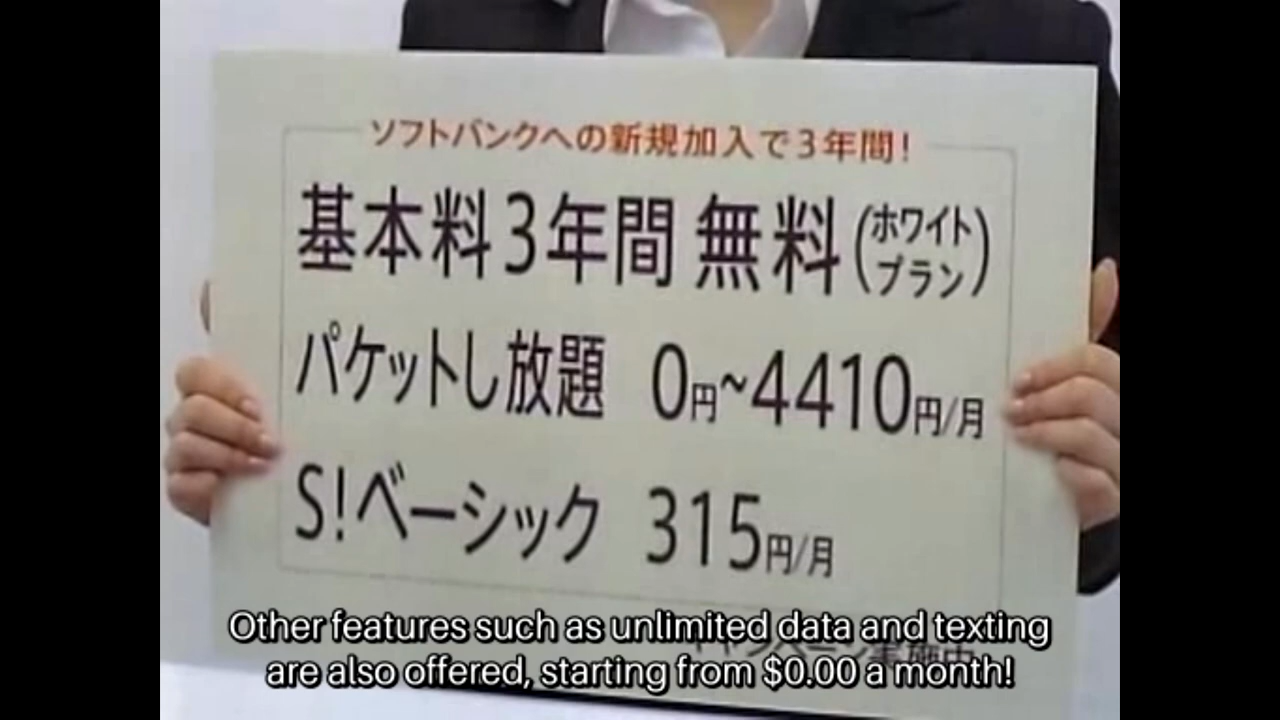 ソフトバンクへの新規加入で3年間!
基本料3年間 無料(ホワイトプラン)
パケットし放題 0円~4410円/月
S!ベーシック 315円/月
Other features such as unlimited data and texting
are also offered, starting from $0.00 a month!